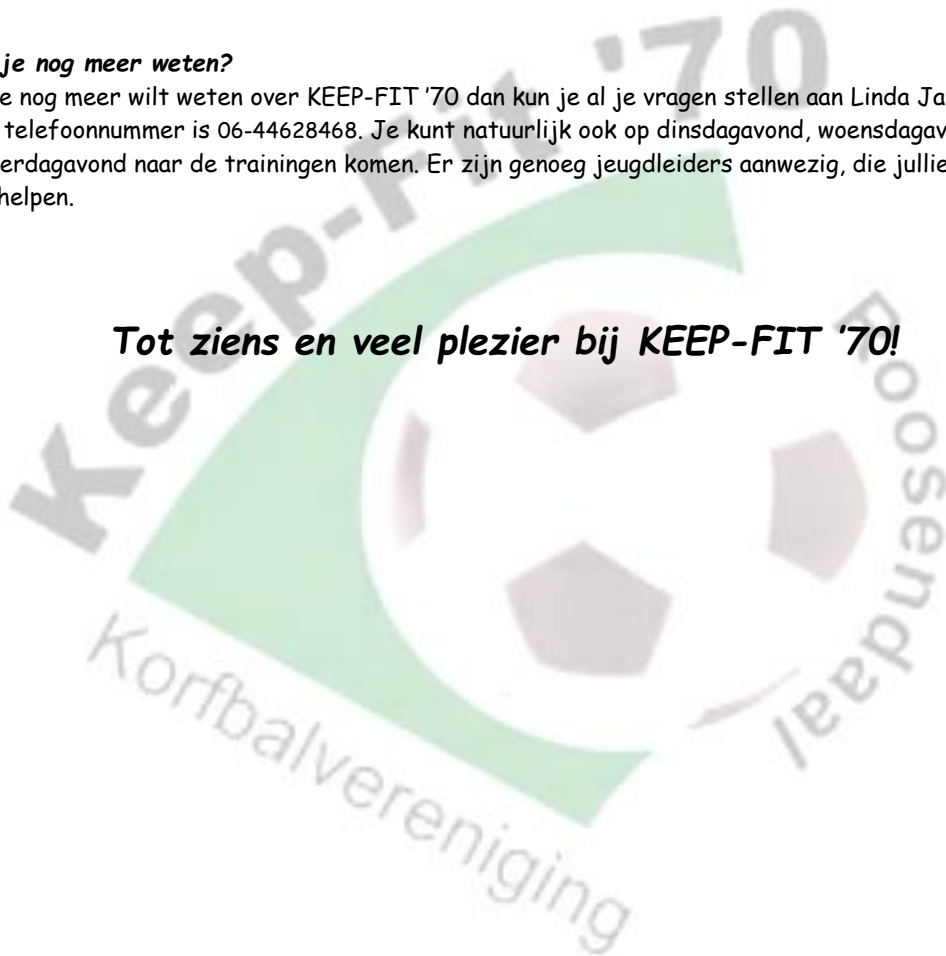 je nog meer weten?
e nog meer wilt weten over KEEP-FIT '70 dan kun je al je vragen stellen aan Linda Ja
telefoonnummer is 06-44628468. Je kunt natuurlijk ook op dinsdagavond, woensdagav
erdagavond naar de trainingen komen. Er zijn genoeg jeugdleiders aanwezig, die jullie
helpen.
Tot ziens en veel plezier bij KEEP-FIT '70!
Keep-Fit '70
Roosendaal
Korfbalvereniging